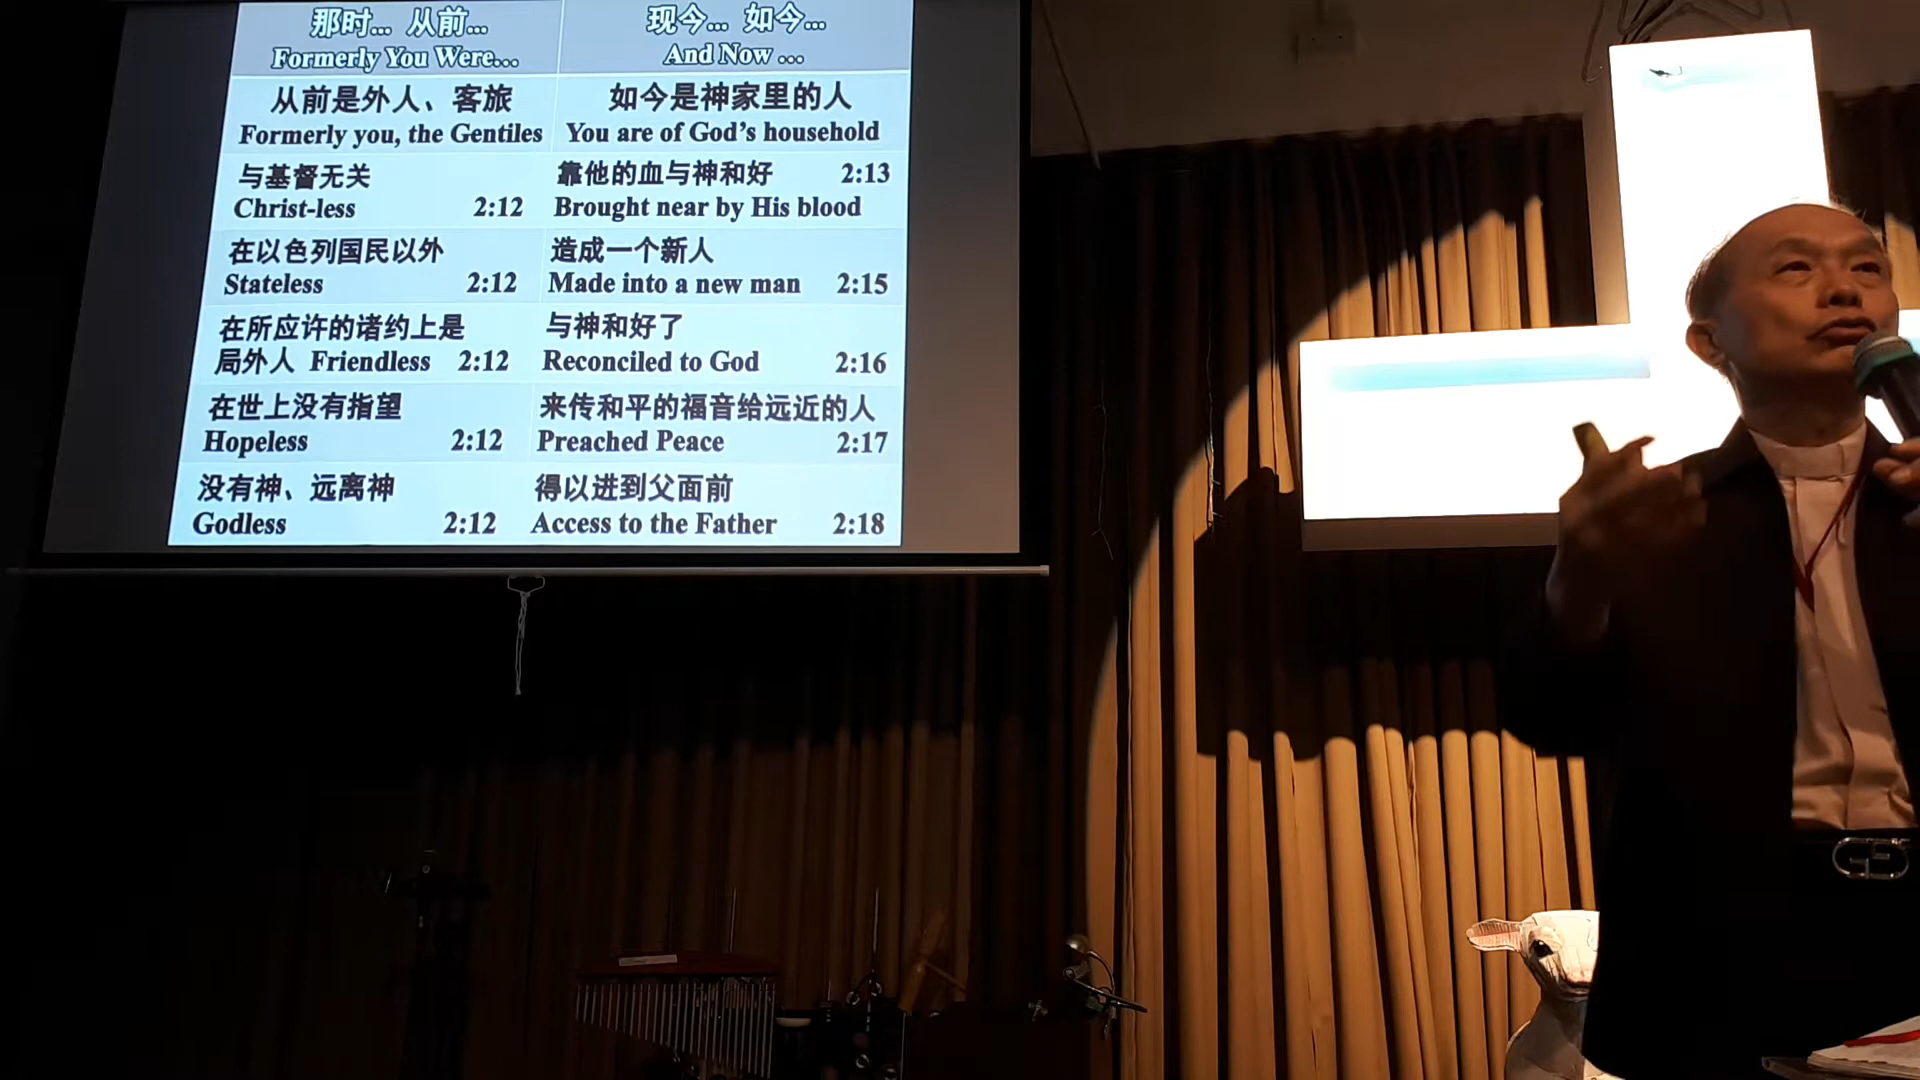 那时... 从前...
Formerly You Were...
现今... 如今...
And Now ...
从前是外人、客旅
Formerly you, the Gentiles
如今是神家里的人
You are of God's household
与基督无关
Christ-less 2:12
靠他的血与神和好 2:13
Brought near by His blood
在以色列国民以外
Stateless 2:12
造成一个新人
Made into a new man 2:15
在所应许的诸约上是
局外人 Friendless 2:12
与神和好了
Reconciled to God 2:16
在世上没有指望
Hopeless 2:12
来传和平的福音给远近的人
Preached Peace 2:17
没有神、远离神
Godless 2:12
得以进到父面前
Access to the Father 2:18